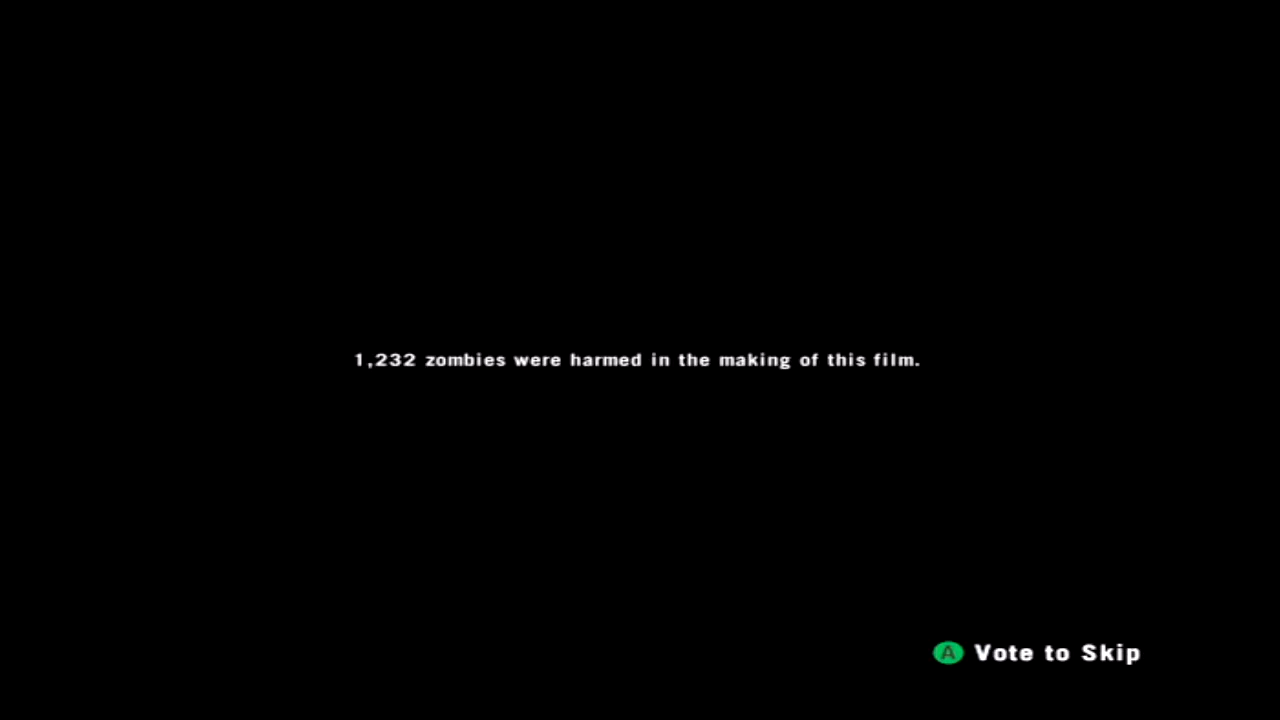 1,232 zombies were harmed in the making of this film.
A Vote to Skip